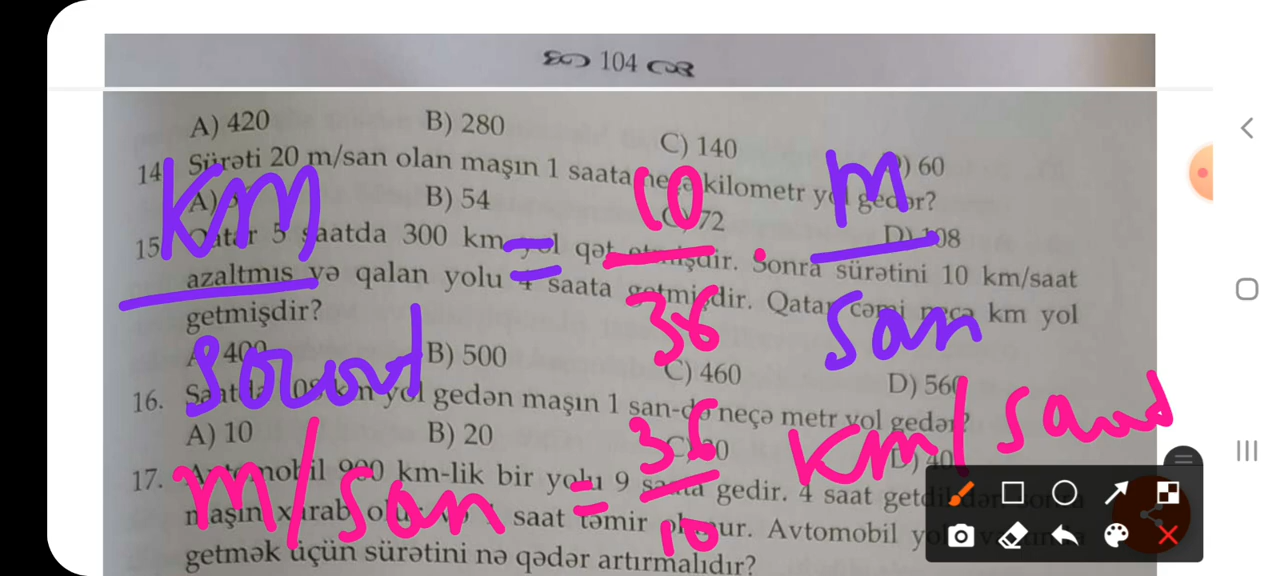 104
A) 420 B) 280 C) 140 D) 60
14. Sürəti 20 m/san olan maşın 1 saata neçə kilometr yol gedər?
A) B) 54 C) 72 D) 108
15. Qatar 5 saatda 300 km yol qət etmişdir. Sonra sürətini 10 km/saat
azaltmış və qalan yolu 4 saata getmişdir. Qatar cəmi neçə km yol
getmişdir?
A) 400 B) 500 C) 460 D) 560
16. Saatda 108 km yol gedən maşın 1 san-də neçə metr yol gedər?
A) 10 B) 20 C) 30 D) 40
17. Avtomobil 900 km-lik bir yolu 9 saata gedir. 4 saat getdikdən sonra
maşın xarab olur və 1 saat təmir olunur. Avtomobil
getmək üçün sürətini nə qədər artırmalıdır?
km = 10 . m
saat 36 san
m/san = 36 km/saat
10